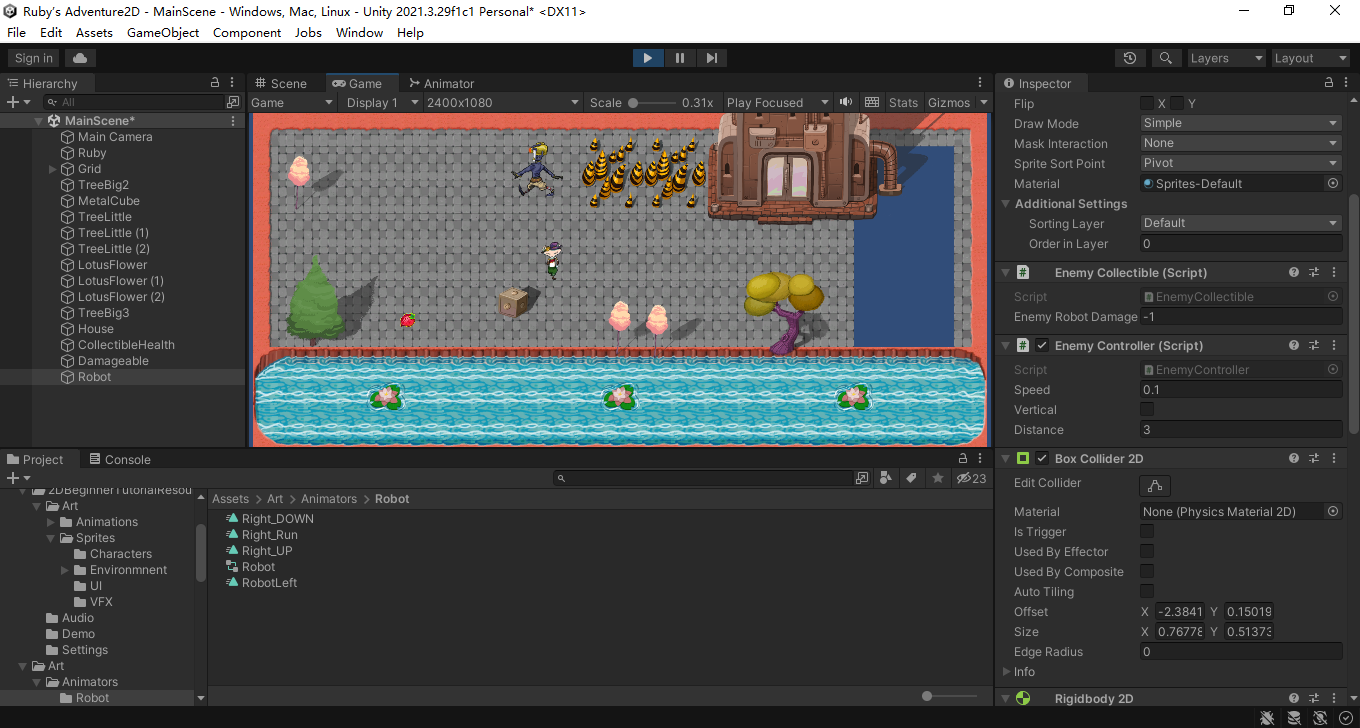 Ruby's Adventure2D - MainScene - Windows, Mac, Linux - Unity 2021.3.29f1c1 Personal* <DX11>
File Edit Assets GameObject Component Jobs Window Help
Sign in
Layers
Layout
Hierarchy
All
MainScene*
Main Camera
Ruby
Grid
TreeBig2
MetalCube
TreeLittle
TreeLittle (1)
TreeLittle (2)
LotusFlower
LotusFlower (1)
LotusFlower (2)
TreeBig3
House
CollectibleHealth
Damageable
Robot
Scene Game Animator
Game Display 1 2400x1080 Scale 0.31x Play Focused Stats Gizmos
Inspector
Flip X Y
Draw Mode Simple
Mask Interaction None
Sprite Sort Point Pivot
Material Sprites-Default
Additional Settings
Sorting Layer Default
Order in Layer 0
Enemy Collectible (Script)
Script EnemyCollectible
Enemy Robot Damage -1
Enemy Controller (Script)
Script EnemyController
Speed 0.1
Vertical
Distance 3
Box Collider 2D
Edit Collider
Material None (Physics Material 2D)
Is Trigger
Used By Effector
Used By Composite
Auto Tiling
Offset X -2.3841 Y 0.15019
Size X 0.76778 Y 0.51373
Edge Radius 0
Info
Rigidbody 2D
Project Console
23
2DBeginnerTutorialResou
Art
Animations
Sprites
Characters
Environmnent
UI
VFX
Audio
Demo
Settings
Art
Animators
Robot
Assets > Art > Animators > Robot
Right_DOWN
Right_Run
Right_UP
Robot
RobotLeft